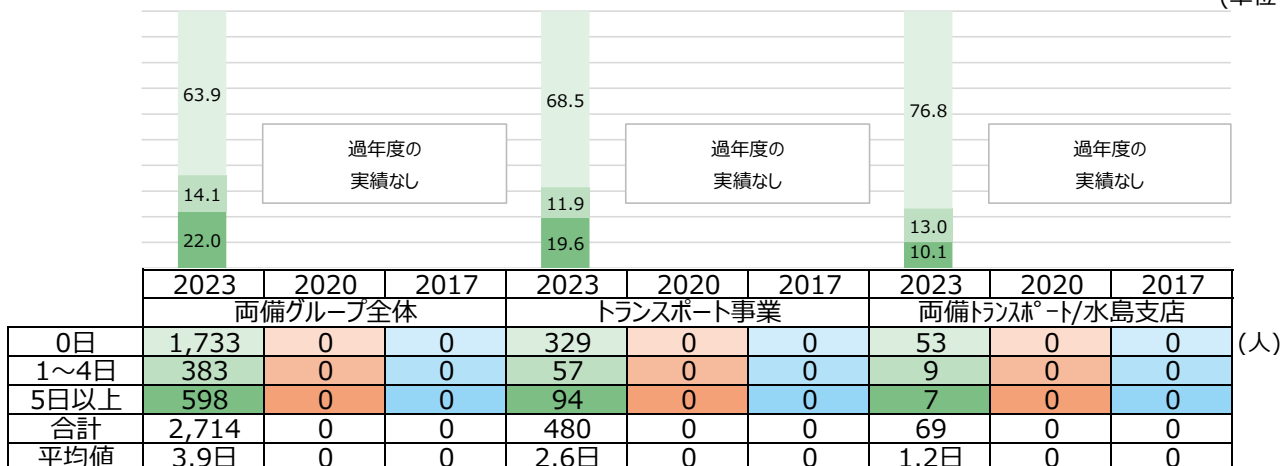 (単位
63.9
68.5
76.8
過年度の
実績なし
過年度の
実績なし
過年度の
実績なし
14.1
11.9
13.0
22.0
19.6
10.1
2023 2020 2017 2023 2020 2017 2023 2020 2017
両備グループ全体 トランスポート事業 両備トランスポート/水島支店
0日 1,733 0 0 329 0 0 53 0 0 (人)
1~4日 383 0 0 57 0 0 9 0 0
5日以上 598 0 0 94 0 0 7 0 0
合計 2,714 0 0 480 0 0 69 0 0
平均値 3.9日 0 0 2.6日 0 0 1.2日 0 0